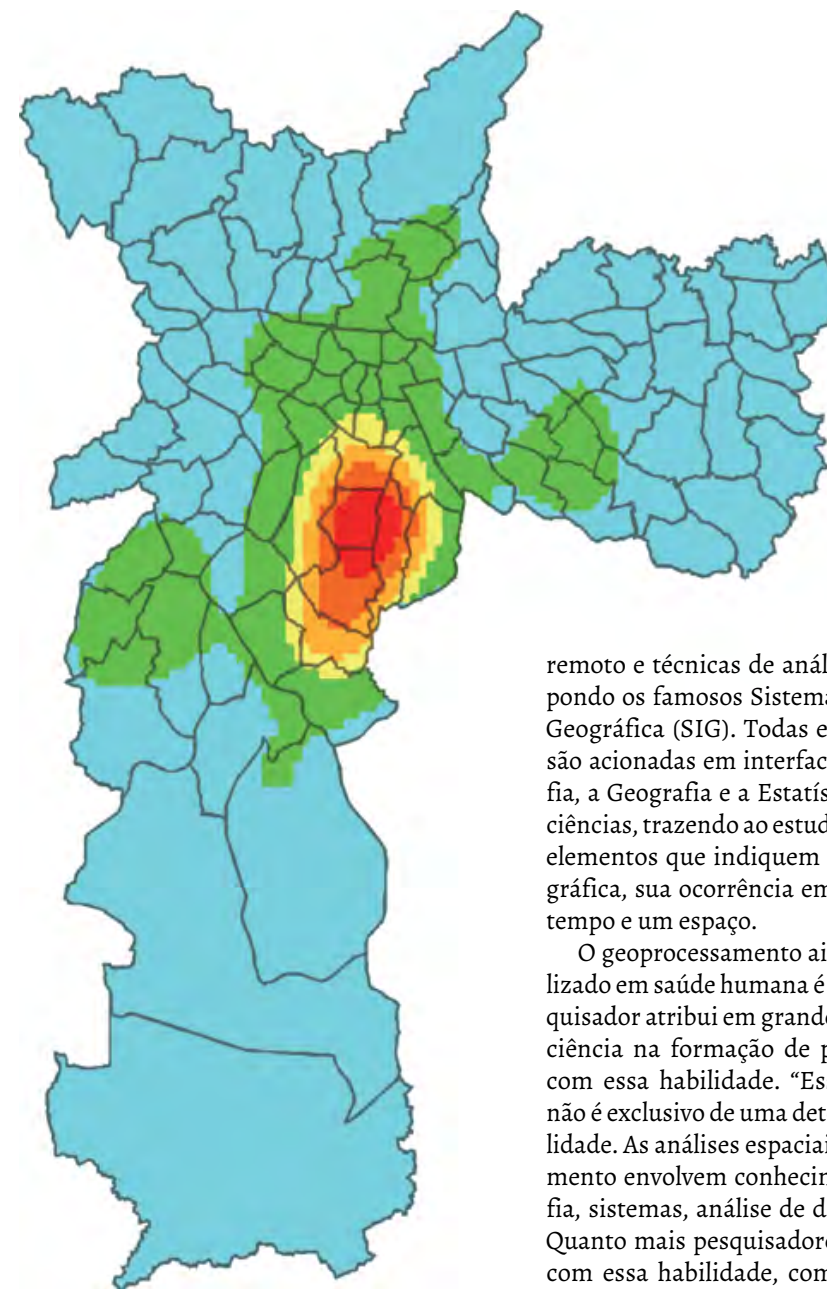 remoto e técnicas de anál
pondo os famosos Sistema
Geográfica (SIG). Todas e
são acionadas em interfac
fia, a Geografia e a Estatís
ciências, trazendo ao estud
elementos que indiquem
gráfica, sua ocorrência em
tempo e um espaço.
O geoprocessamento ai
lizado em saúde humana é
quisador atribui em grande
ciência na formação de p
com essa habilidade. “Es
não é exclusivo de uma det
lidade. As análises espaciai
mento envolvem conhecin
fia, sistemas, análise de d
Quanto mais pesquisadore
com essa habilidade, com